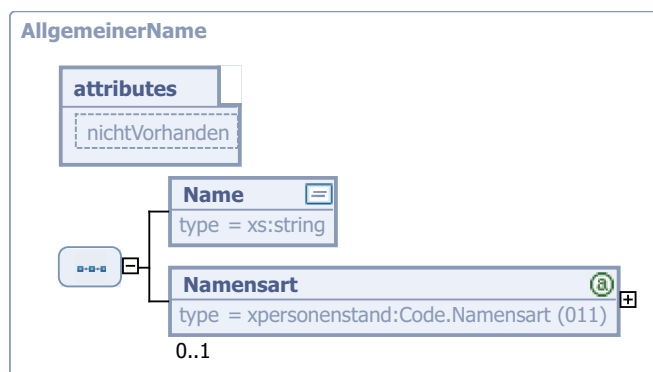 AllgemeinerName
attributes
nichtVorhanden
Name
type = xs:string
Namensart
type = xpersonenstand:Code.Namensart (011)
0..1